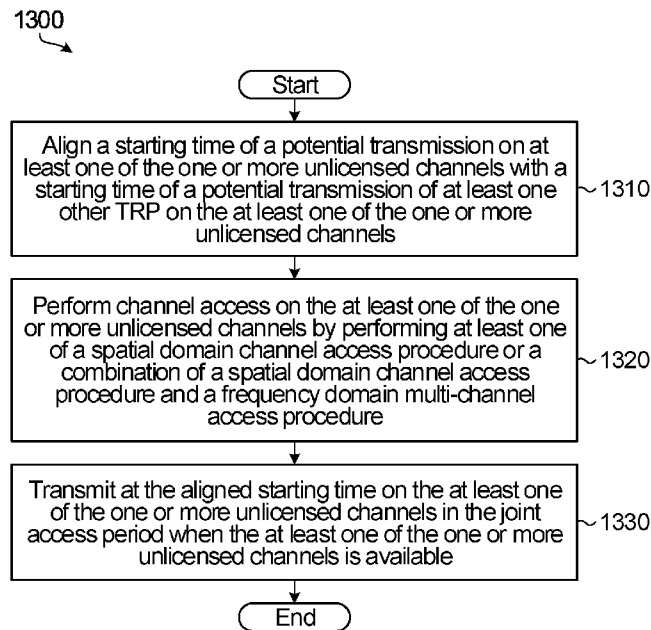 1300
Start
Align a starting time of a potential transmission on at
least one of the one or more unlicensed channels with a
starting time of a potential transmission of at least one
other TRP on the at least one of the one or more
unlicensed channels
1310
Perform channel access on the at least one of the one
or more unlicensed channels by performing at least one
of a spatial domain channel access procedure or a
combination of a spatial domain channel access
procedure and a frequency domain multi-channel
access procedure
1320
Transmit at the aligned starting time on the at least one
of the one or more unlicensed channels in the joint
access period when the at least one of the one or more
unlicensed channels is available
1330
End